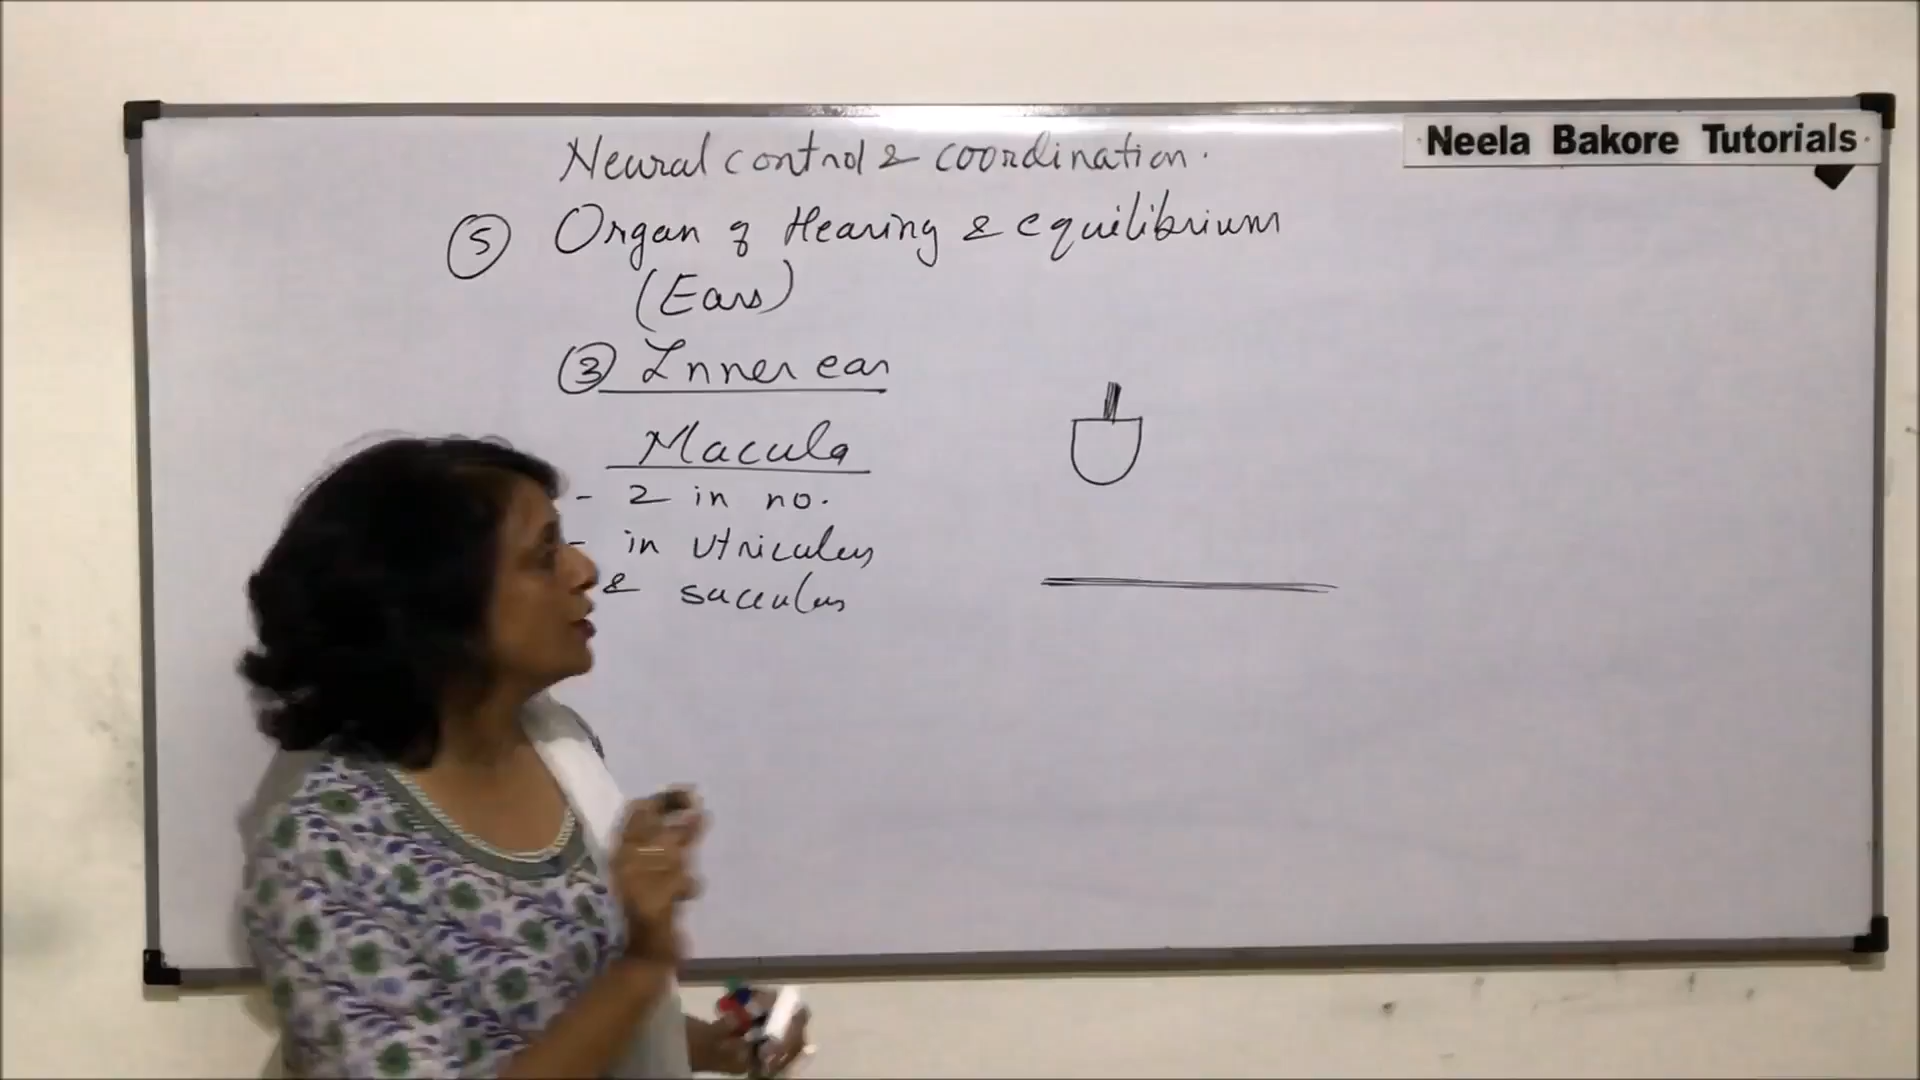 Neela Bakore Tutorials
Neural control & coordination.
⑤ Organ of Hearing & equilibrium
(Ears)
③ Inner ear
Macula
- 2 in no.
- in utriculus
& sacculus